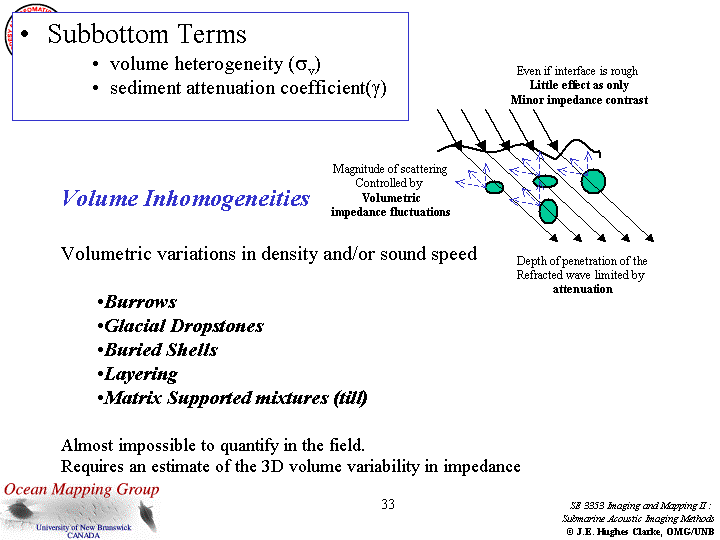 • Subbottom Terms
• volume heterogeneity (σv)
• sediment attenuation coefficient(γ)
Even if interface is rough
Little effect as only
Minor impedance contrast
Magnitude of scattering
Controlled by
Volumetric
impedance fluctuations
Volume Inhomogeneities
Volumetric variations in density and/or sound speed
Depth of penetration of the
Refracted wave limited by
attenuation
•Burrows
•Glacial Dropstones
•Buried Shells
•Layering
•Matrix Supported mixtures (till)
Almost impossible to quantify in the field.
Requires an estimate of the 3D volume variability in impedance
Ocean Mapping Group
University of New Brunswick
CANADA
33
SE 3353 Imaging and Mapping II :
Submarine Acoustic Imaging Methods
© J.E. Hughes Clarke, OMG/UNB